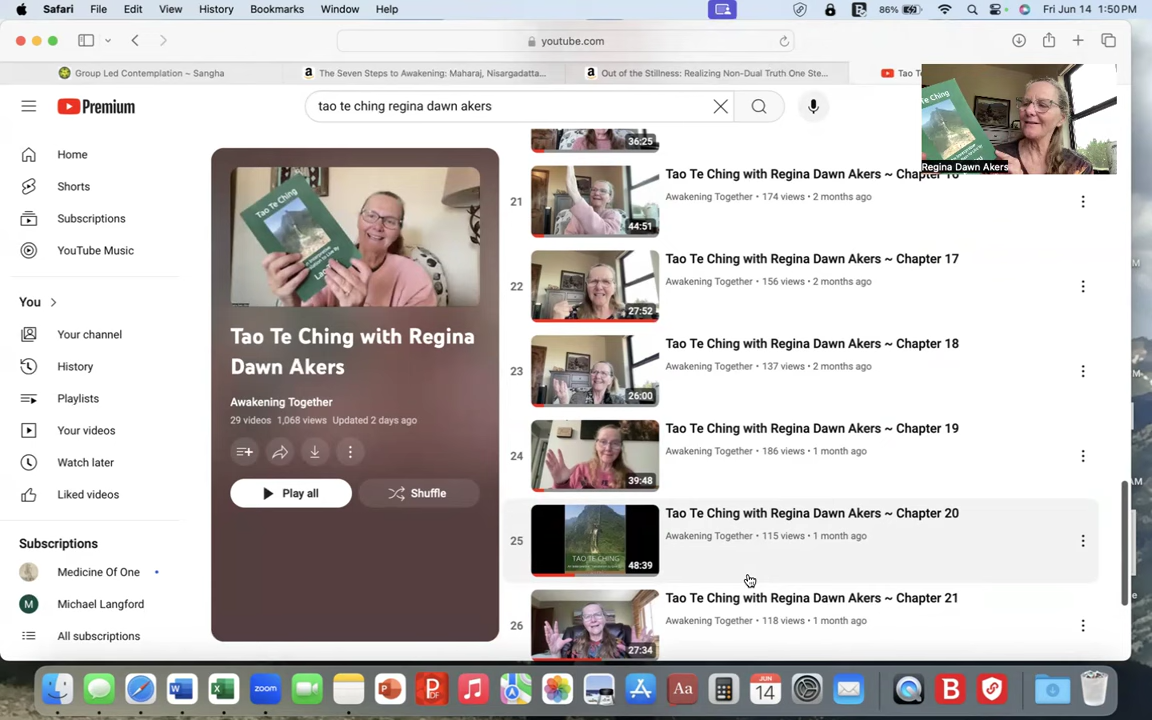 Safari File Edit View History Bookmarks Window Help 86% Fri Jun 14 1:50 PM
youtube.com
Group Led Contemplation ~ Sangha
The Seven Steps to Awakening: Maharaj, Nisargadatta...
Out of the Stillness: Realizing Non-Dual Truth One Ste...
Tao Te
Premium
tao te ching regina dawn akers
Tao Te Ching
Regina Dawn Akers
Home
Shorts
Subscriptions
YouTube Music
You
Your channel
History
Playlists
Your videos
Watch later
Liked videos
Subscriptions
Medicine Of One
M
Michael Langford
All subscriptions
Tao Te Ching
Tao Te Ching with Regina
Dawn Akers
Awakening Together
29 videos 1,068 views Updated 2 days ago
Play all
Shuffle
36:25
21
44:51
Tao Te Ching with Regina Dawn Akers ~ Chapter 16
Awakening Together • 174 views • 2 months ago
22
27:52
Tao Te Ching with Regina Dawn Akers ~ Chapter 17
Awakening Together • 156 views • 2 months ago
23
26:00
Tao Te Ching with Regina Dawn Akers ~ Chapter 18
Awakening Together • 137 views • 2 months ago
24
39:48
Tao Te Ching with Regina Dawn Akers ~ Chapter 19
Awakening Together • 186 views • 1 month ago
25
TAO TE CHING
48:39
Tao Te Ching with Regina Dawn Akers ~ Chapter 20
Awakening Together • 115 views • 1 month ago
26
27:34
Tao Te Ching with Regina Dawn Akers ~ Chapter 21
Awakening Together • 118 views • 1 month ago
zoom
Aa
JUN
14
B